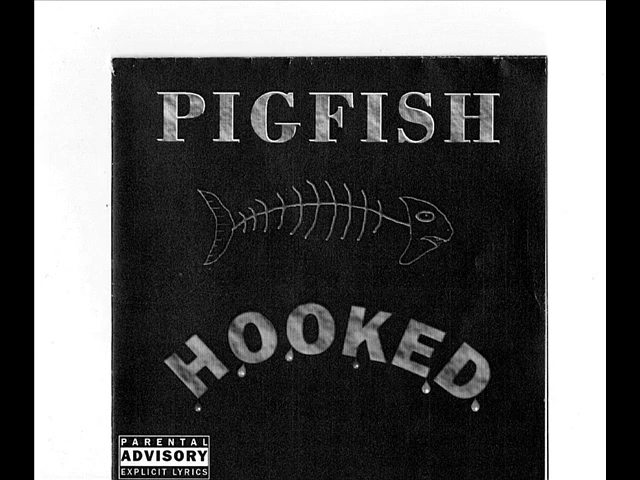 PIGFISH
HOOKED
PARENTAL
ADVISORY
EXPLICIT LYRICS